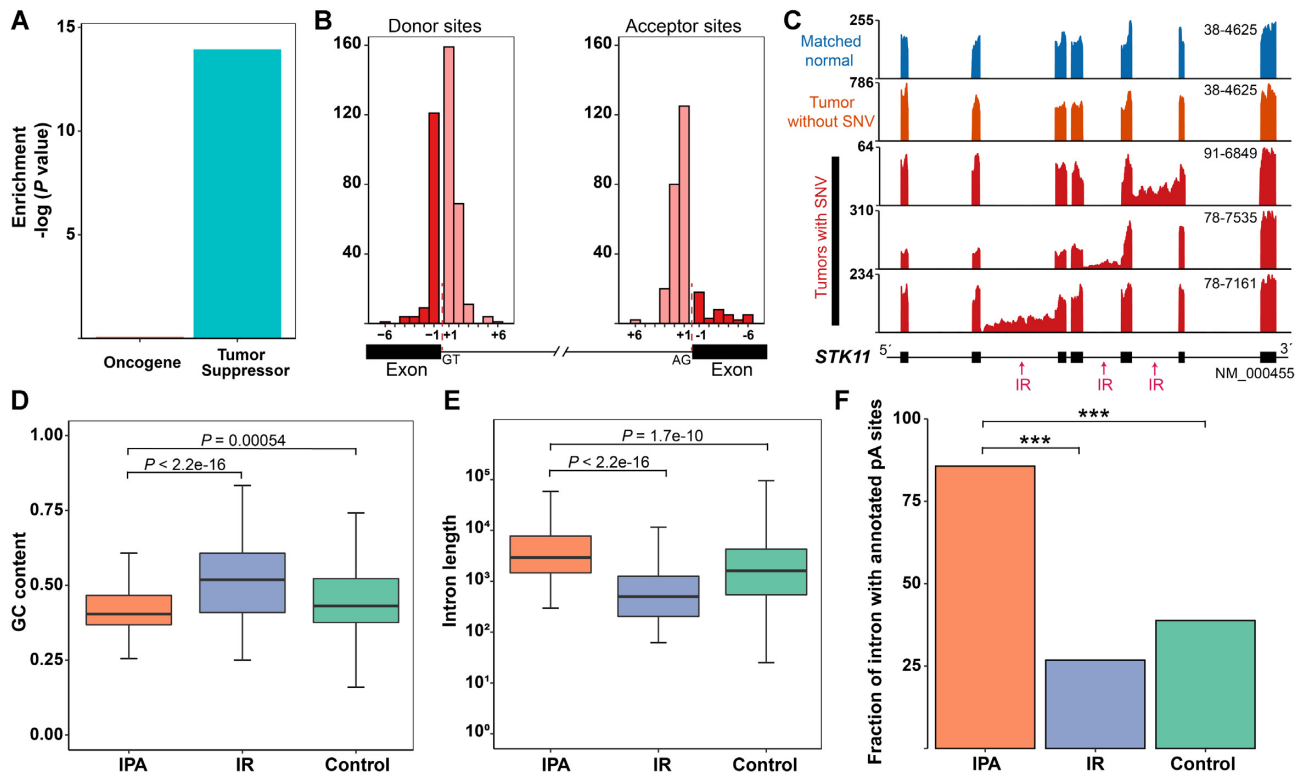 A
15
10
5
Enrichment
-log (P value)
Oncogene
Tumor
Suppressor
B
Donor sites
Acceptor sites
160
120
80
40
160
120
80
40
−6
−1
+1
+6
+6
+1
-1
−6
GT
AG
Exon
Exon
C
Matched
normal
255
38-4625
Tumor
without SNV
786
38-4625
Tumors with SNV
64
91-6849
310
78-7535
234
78-7161
STK11
5´
3´
IR
IR
IR
NM_000455
D
GC content
1.00
0.75
0.50
0.25
0.00
P = 0.00054
P < 2.2e-16
IPA
IR
Control
E
Intron length
10⁵
10⁴
10³
10²
10¹
10⁰
P = 1.7e-10
P < 2.2e-16
IPA
IR
Control
F
Fraction of intron with annotated pA sites
100
75
50
25
***
***
IPA
IR
Control